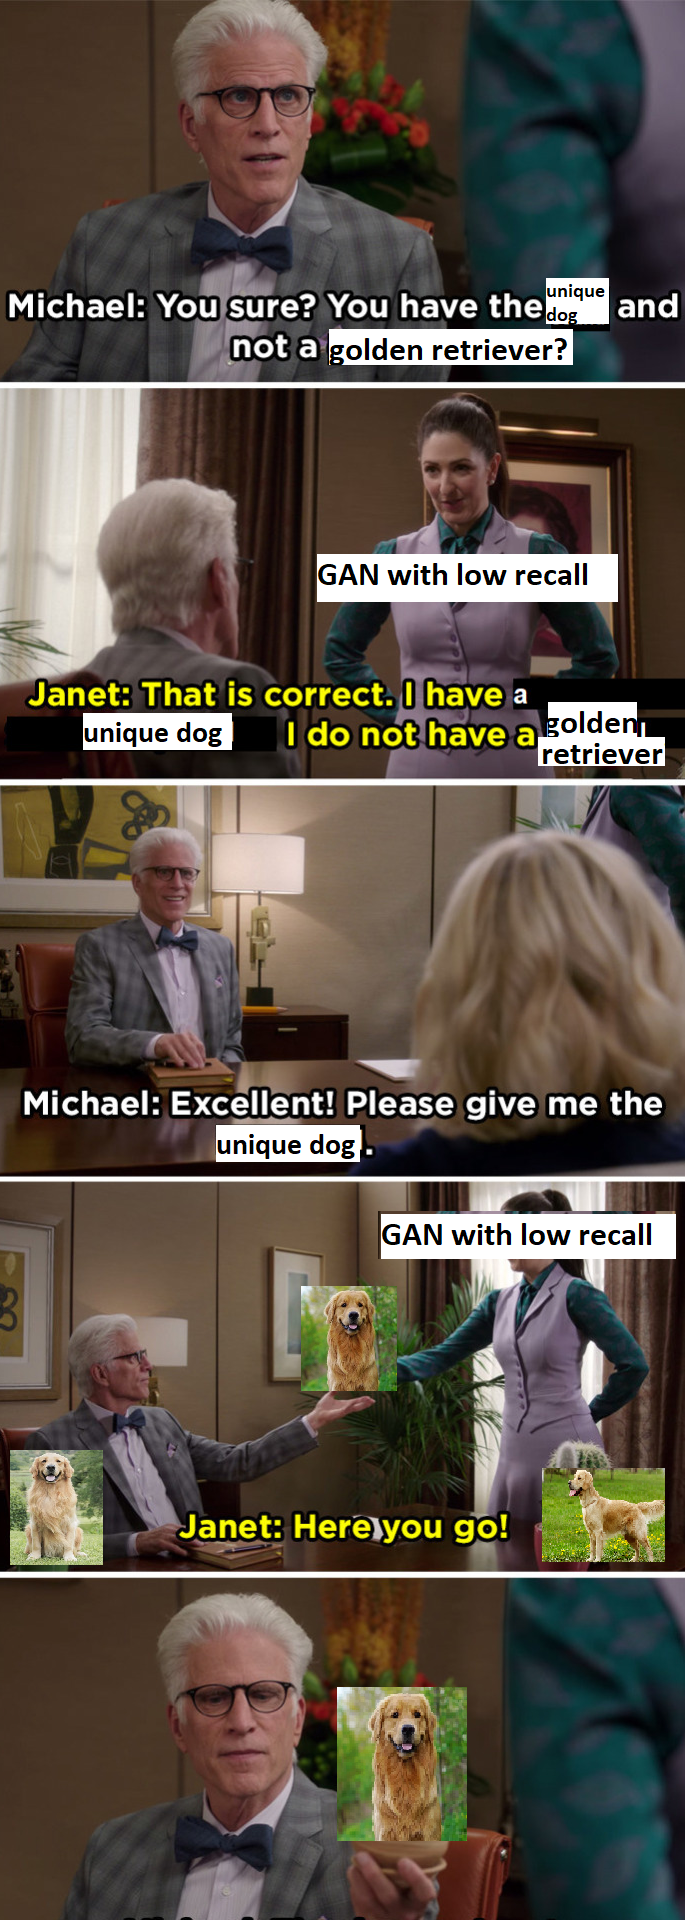 Michael: You sure? You have the unique dog and
not a golden retriever?
GAN with low recall
Janet: That is correct. I have a
unique dog I do not have a golden retriever
Michael: Excellent! Please give me the
unique dog.
GAN with low recall
Janet: Here you go!